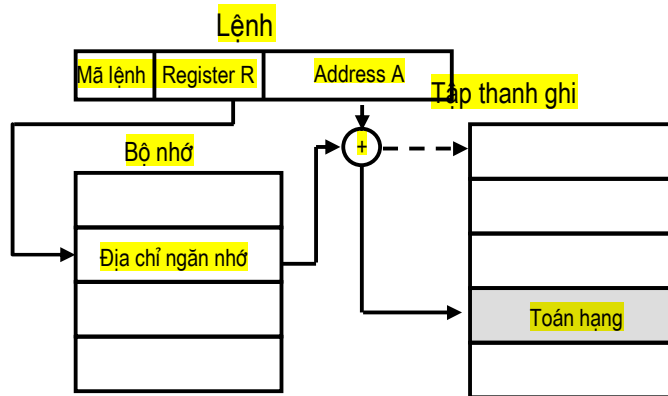 Lệnh
Mã lệnh
Register R
Address A
Tập thanh ghi
Bộ nhớ
+
Địa chỉ ngăn nhớ
Toán hạng